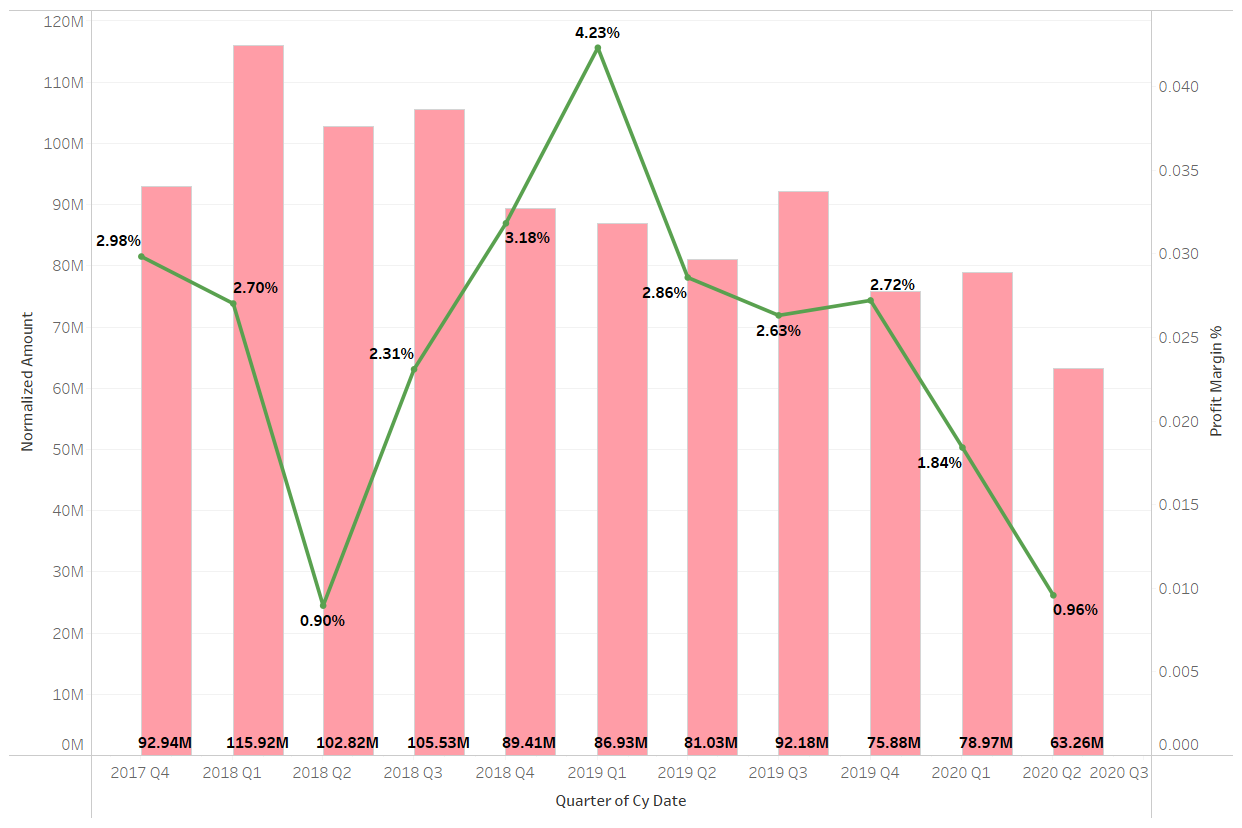 120M
110M
100M
90M
80M
70M
60M
50M
40M
30M
20M
10M
0M
Normalized Amount
2.98%
2.70%
0.90%
2.31%
3.18%
4.23%
2.86%
2.63%
2.72%
1.84%
0.96%
92.94M 115.92M 102.82M 105.53M 89.41M 86.93M 81.03M 92.18M 75.88M 78.97M 63.26M
0.040
0.035
0.030
0.025
0.020
0.015
0.010
0.005
0.000
Profit Margin %
2017 Q4 2018 Q1 2018 Q2 2018 Q3 2018 Q4 2019 Q1 2019 Q2 2019 Q3 2019 Q4 2020 Q1 2020 Q2 2020 Q3
Quarter of Cy Date